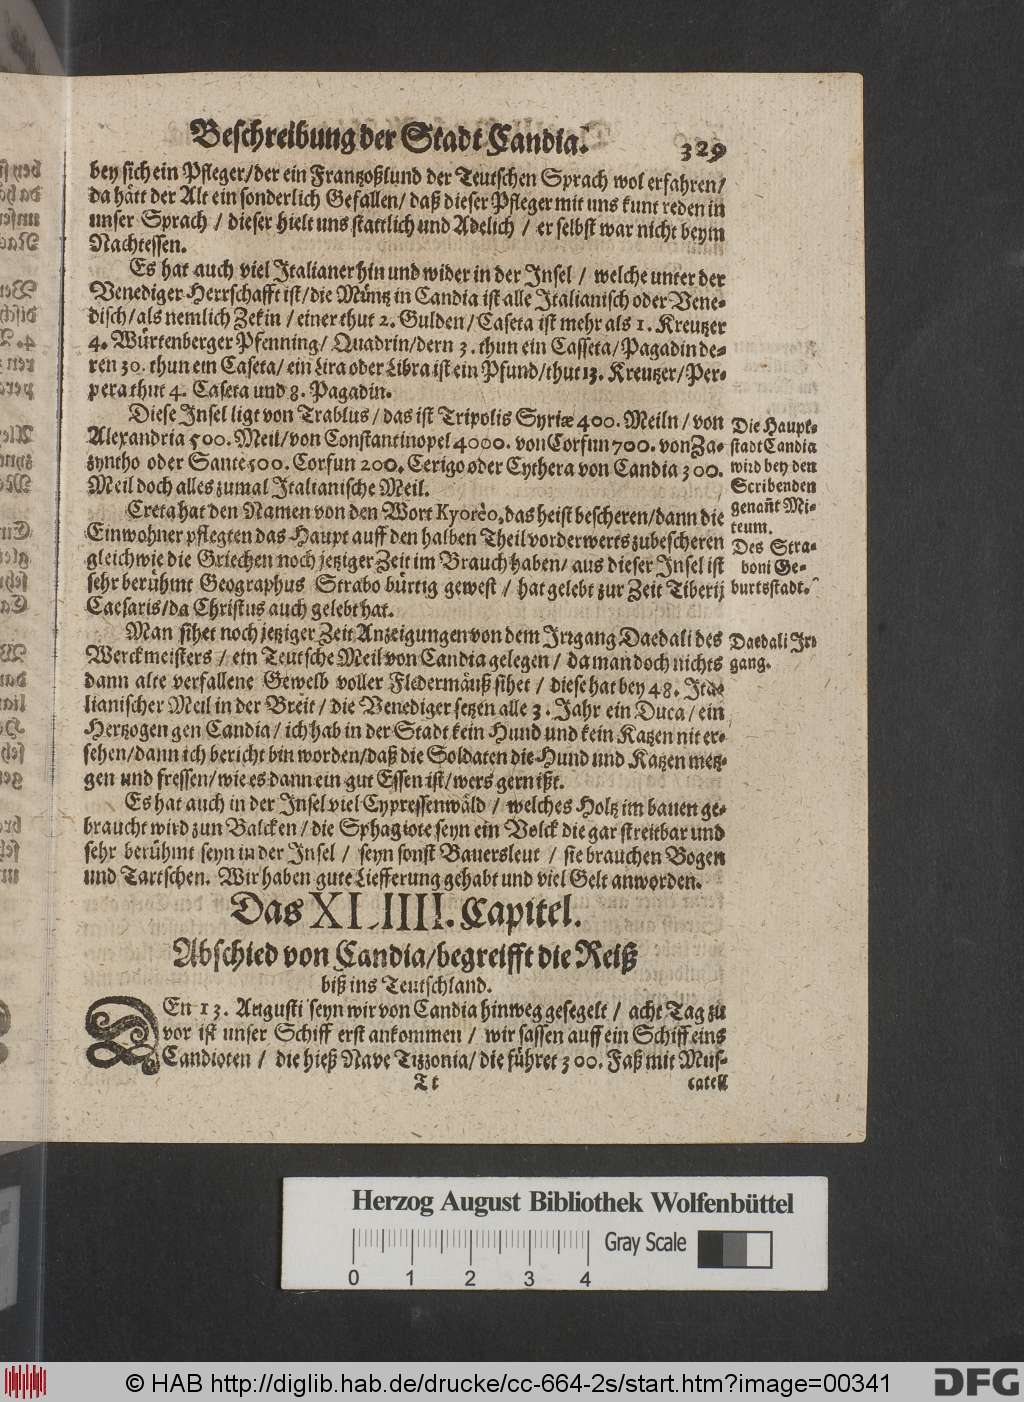 Beschreibung der Stadt Candia. 329
bey sich ein Pfleger/der ein Frantzoß/und der Teutschen Sprach wol erfahren/
da hätt der Alt ein sonderlich Gefallen/ daß dieser Pfleger mit uns kunt reden in
unser Sprach / dieser hielt uns stattlich und Adelich / er selbst war nicht beym
Nachtessen.
Es hat auch viel Italianer hin und wider in der Insel / welche unter der
Venediger Herrschafft ist/die Müntz in Candia ist alle Italianisch oder Vene-
disch/als nemlich Zekin / einer thut 2. Gulden/ Caseta ist mehr als 1. Kreutzer
4. Würtenberger Pfenning/ Quadrin/dern 3. thun ein Casseta/Pagadin de-
ren 30. thun ein Caseta/ein Lira oder Libra ist ein Pfund/thut 13. Kreutzer/Per-
pera thut 4. Caseta und 8. Pagadin.
Diese Insel ligt von Trablus / das ist Tripolis Syriæ 400. Meiln / von
Alexandria 500. Meil/von Constantinopel 4000. von Corfun 700. von Za-
zyntho oder Sante 500. Corfun 200. Cerigo oder Cythera von Candia 300.
Meil doch alles zumal Italianische Meil.
Die Haupt-
stadt Candia
wird bey den
Scribenden
genañt Mi-
teum.
Creta hat den Namen von den Wort Kyorèo, das heist bescheren/dann die
Einwohner pflegten das Haupt auff den halben Theil vorderwerts zubescheren
gleich wie die Griechen noch jetziger Zeit im Brauch haben/ aus dieser Insel ist
sehr berühmt Geographus Strabo bürtig gewest / hat gelebt zur Zeit Tiberij
Caesaris/da Christus auch gelebt hat.
Des Stra-
boni Ge-
burtsstadt.
Man sihet noch jetziger Zeit Anzeigungen von dem Irrgang Daedali des
Werckmeisters / ein Teutsche Meil von Candia gelegen / da man doch nichts
dann alte verfallene Gewelb voller Fledermäuß sihet / diese hat bey 48. Ita-
lianischer Meil in der Breit / die Venediger setzen alle 3. Jahr ein Duca / ein
Hertzogen gen Candia / ich hab in der Stadt kein Hund und kein Katzen nit er-
sehen/dann ich bericht bin worden/daß die Soldaten die Hund und Katzen metz-
gen und fressen/wie es dann ein gut Essen ist/wers gern ißt.
Daedali Irr
gang.
Es hat auch in der Insel viel Cypressenwäld / welches Holtz im bauen ge-
braucht wird zun Balcken / die Sphagiote seyn ein Volck die gar streitbar und
sehr berühmt seyn in der Insel / seyn sonst Bauersleut / sie brauchen Bogen
und Tartschen. Wir haben gute Liefferung gehabt und viel Gelt anworden.
Das XLIIII. Capitel.
Abschied von Candia/begreifft die Reiß
biß ins Teutschland.
DEn 13. Augusti seyn wir von Candia hinweg gesegelt / acht Tag zu
vor ist unser Schiff erst ankommen / wir sassen auff ein Schiff eins
Candioten / die hieß Nave Tizzonia/ die führet 300. Faß mit Mus-
Tt catell
Herzog August Bibliothek Wolfenbüttel
Gray Scale
0 1 2 3 4
© HAB http://diglib.hab.de/drucke/cc-664-2s/start.htm?image=00341
DFG